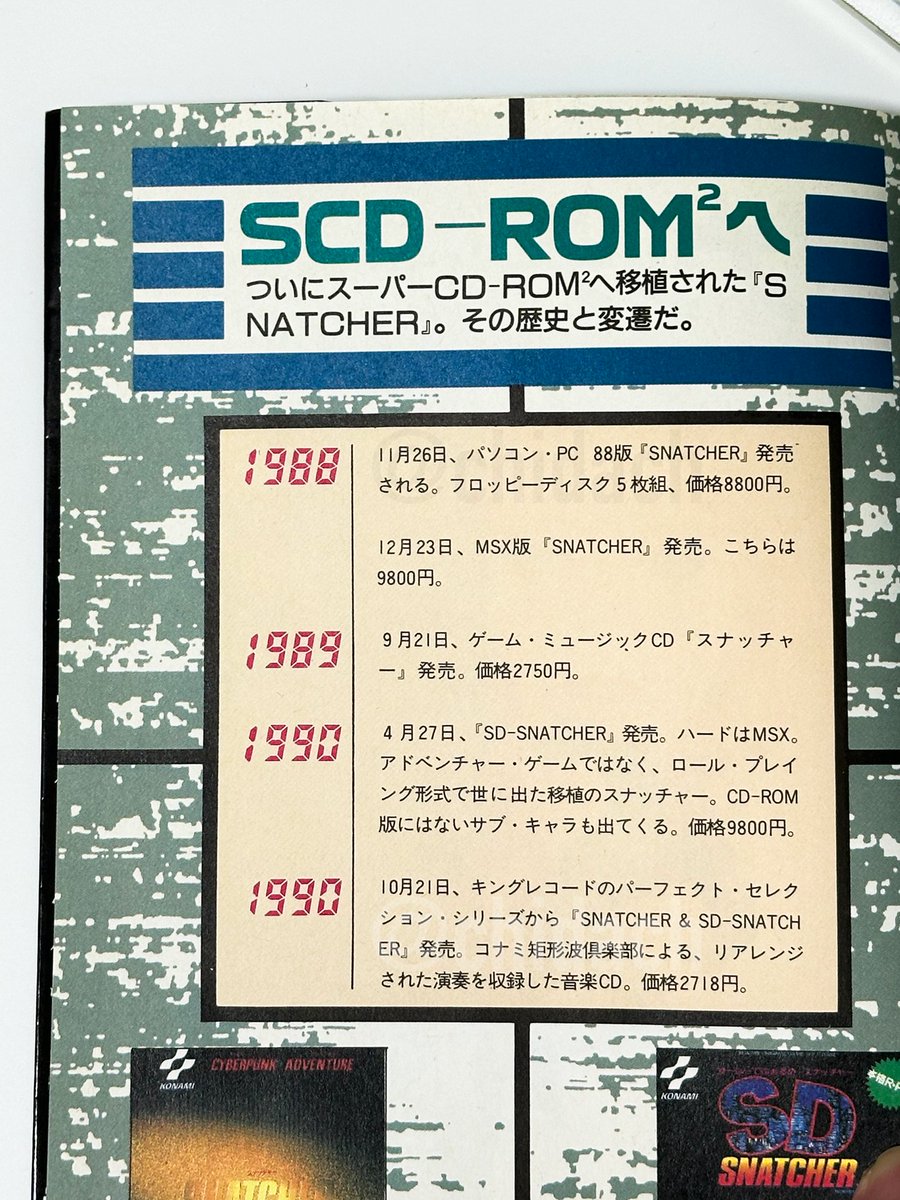 SCD-ROM²へ
ついにスーパーCD-ROM²へ移植された『S
NATCHER』。その歴史と変遷だ。
1988
11月26日、パソコン・PC 88版『SNATCHER』発売
される。フロッピーディスク5枚組、価格8800円。
12月23日、MSX版『SNATCHER』発売。こちらは
9800円。
1989
9月21日、ゲーム・ミュージックCD『スナッチャ
ー』発売。価格2750円。
1990
4月27日、『SD-SNATCHER』発売。ハードはMSX。
アドベンチャー・ゲームではなく、ロール・プレイ
ング形式で世に出た移植のスナッチャー。CD-ROM
版にはないサブ・キャラも出てくる。価格9800円。
1990
10月21日、キングレコードのパーフェクト・セレク
ション・シリーズから『SNATCHER & SD-SNATCH
ER』発売。コナミ矩形波倶楽部による、リアレンジ
された演奏を収録した音楽CD。価格2718円。
KONAMI
CYBERPUNK ADVENTURE
KONAMI
SD
SNATCHER